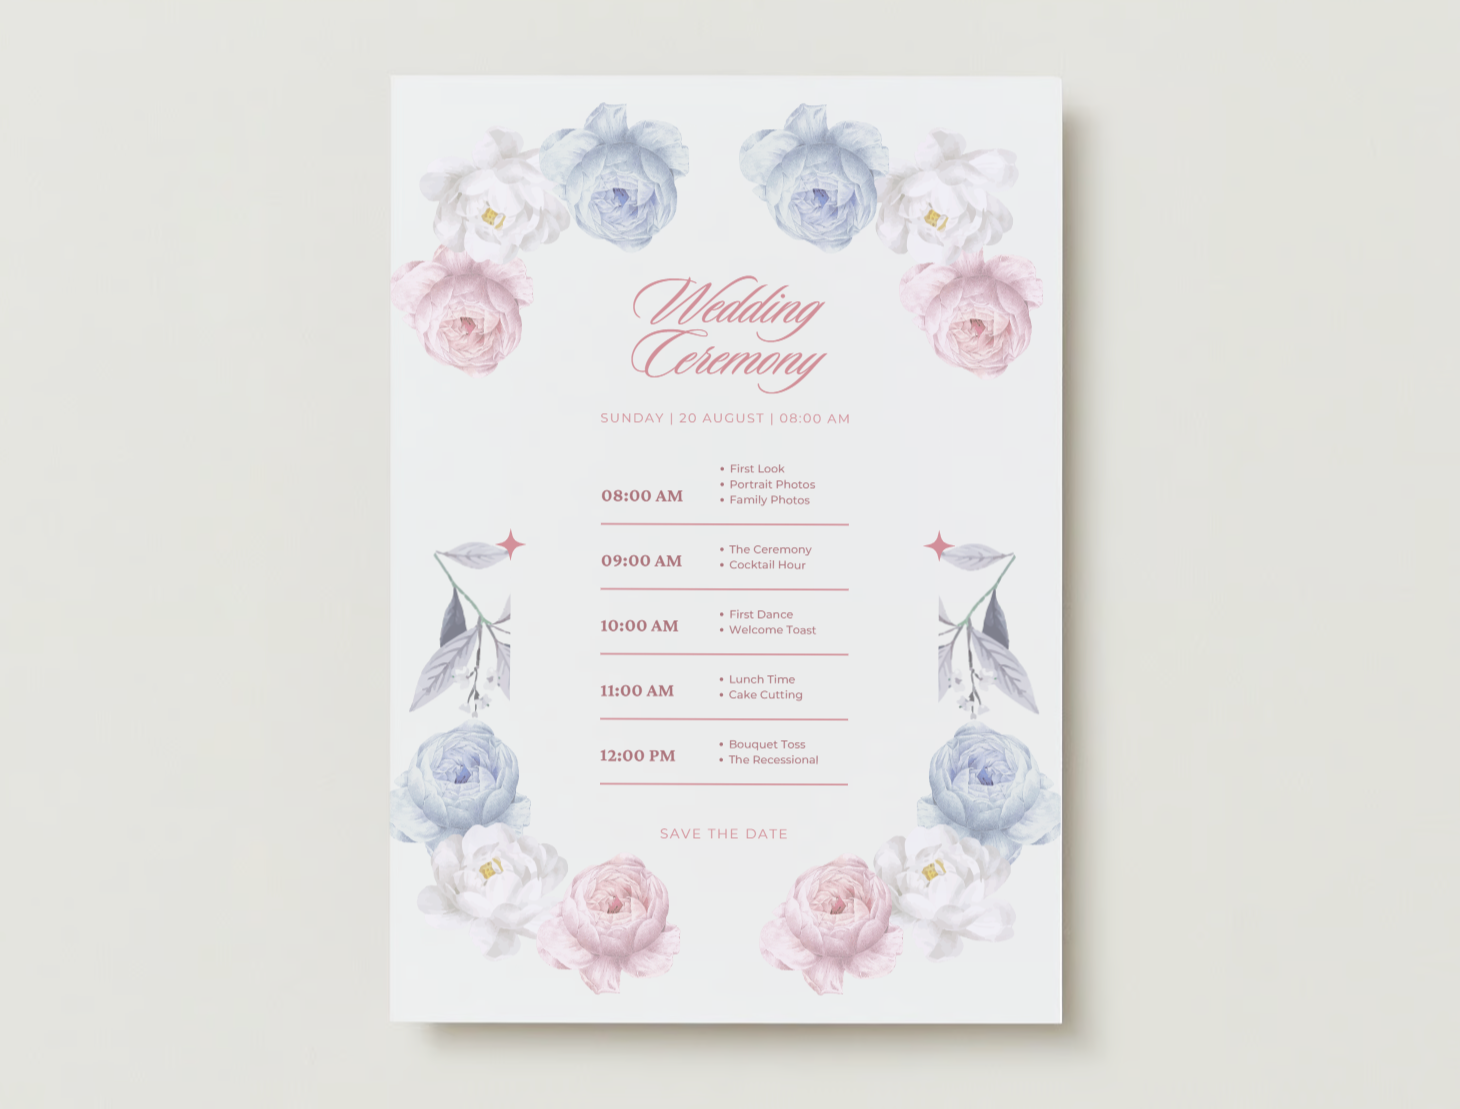 Wedding
Ceremony
SUNDAY | 20 AUGUST | 08:00 AM
08:00 AM
• First Look
• Portrait Photos
• Family Photos
09:00 AM
• The Ceremony
• Cocktail Hour
10:00 AM
• First Dance
• Welcome Toast
11:00 AM
• Lunch Time
• Cake Cutting
12:00 PM
• Bouquet Toss
• The Recessional
SAVE THE DATE